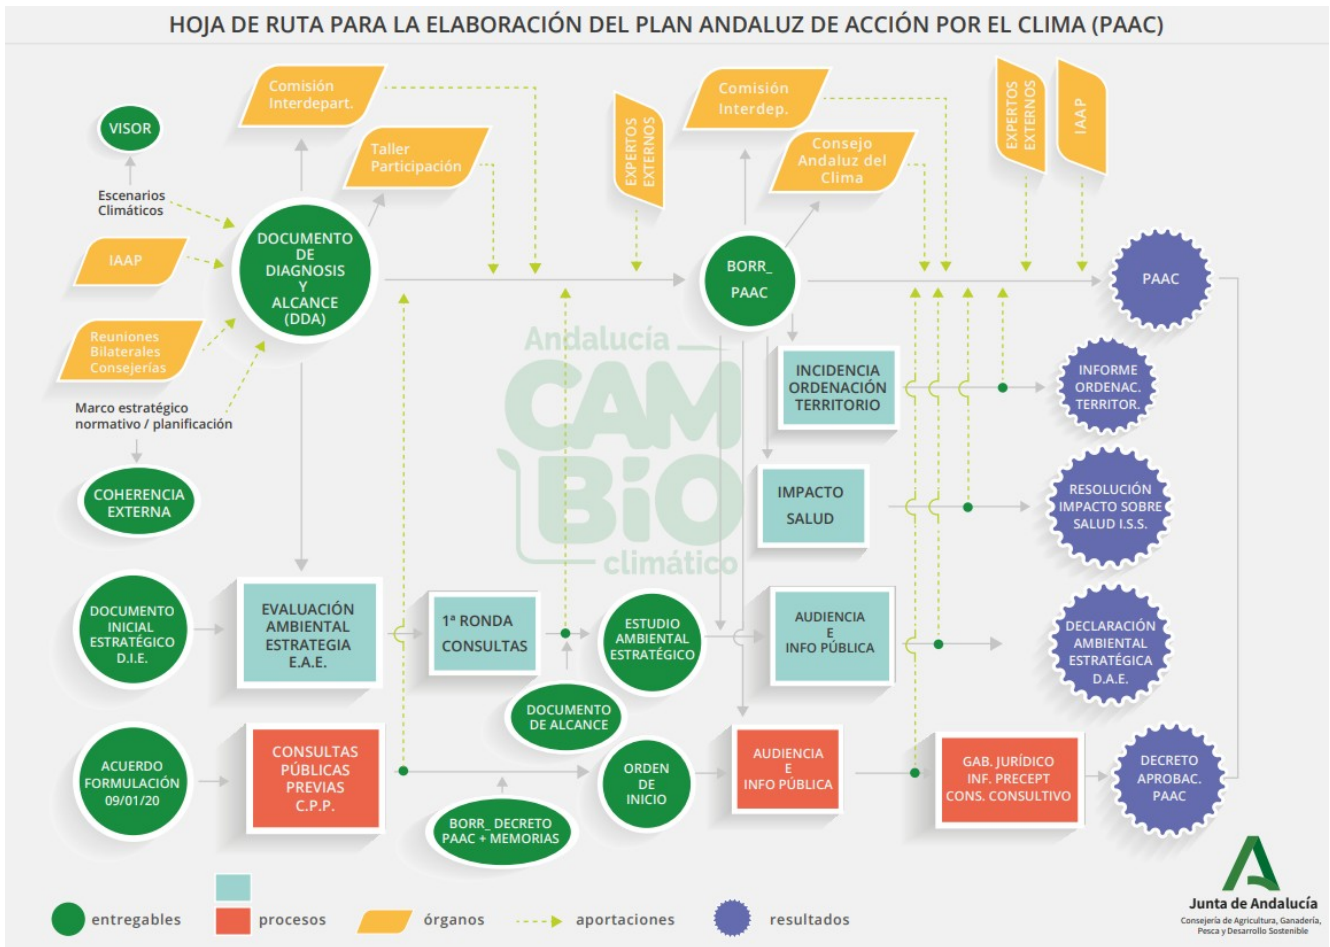 HOJA DE RUTA PARA LA ELABORACIÓN DEL PLAN ANDALUZ DE ACCIÓN POR EL CLIMA (PAAC)
VISOR
Escenarios
Climáticos
IAAP
Reuniones
Bilaterales
Consejerías
Marco estratégico
normativo / planificación
COHERENCIA
EXTERNA
Comisión
Interdepart.
Taller
Participación
DOCUMENTO
DE
DIAGNOSIS
Y
ALCANCE
(DDA)
EXPERTOS
EXTERNOS
Comisión
Interdep.
Consejo
Andaluz del
Clima
EXPERTOS
EXTERNOS
IAAP
BORR_
PAAC
PAAC
Andalucía
CAM
BiO
climático
INCIDENCIA
ORDENACIÓN
TERRITORIO
INFORME
ORDENAC.
TERRITOR.
IMPACTO
SALUD
RESOLUCIÓN
IMPACTO SOBRE
SALUD I.S.S.
DOCUMENTO
INICIAL
ESTRATÉGICO
D.I.E.
EVALUACIÓN
AMBIENTAL
ESTRATEGIA
E.A.E.
1ª RONDA
CONSULTAS
DOCUMENTO
DE ALCANCE
ESTUDIO
AMBIENTAL
ESTRATÉGICO
AUDIENCIA
E
INFO PÚBLICA
DECLARACIÓN
AMBIENTAL
ESTRATÉGICA
D.A.E.
ACUERDO
FORMULACIÓN
09/01/20
CONSULTAS
PÚBLICAS
PREVIAS
C.P.P.
BORR_ DECRETO
PAAC + MEMORIAS
ORDEN
DE
INICIO
AUDIENCIA
E
INFO PÚBLICA
GAB. JURÍDICO
INF. PRECEPT
CONS. CONSULTIVO
DECRETO
APROBAC.
PAAC
entregables
procesos
órganos
aportaciones
resultados
Junta de Andalucía
Consejería de Agricultura, Ganadería,
Pesca y Desarrollo Sostenible